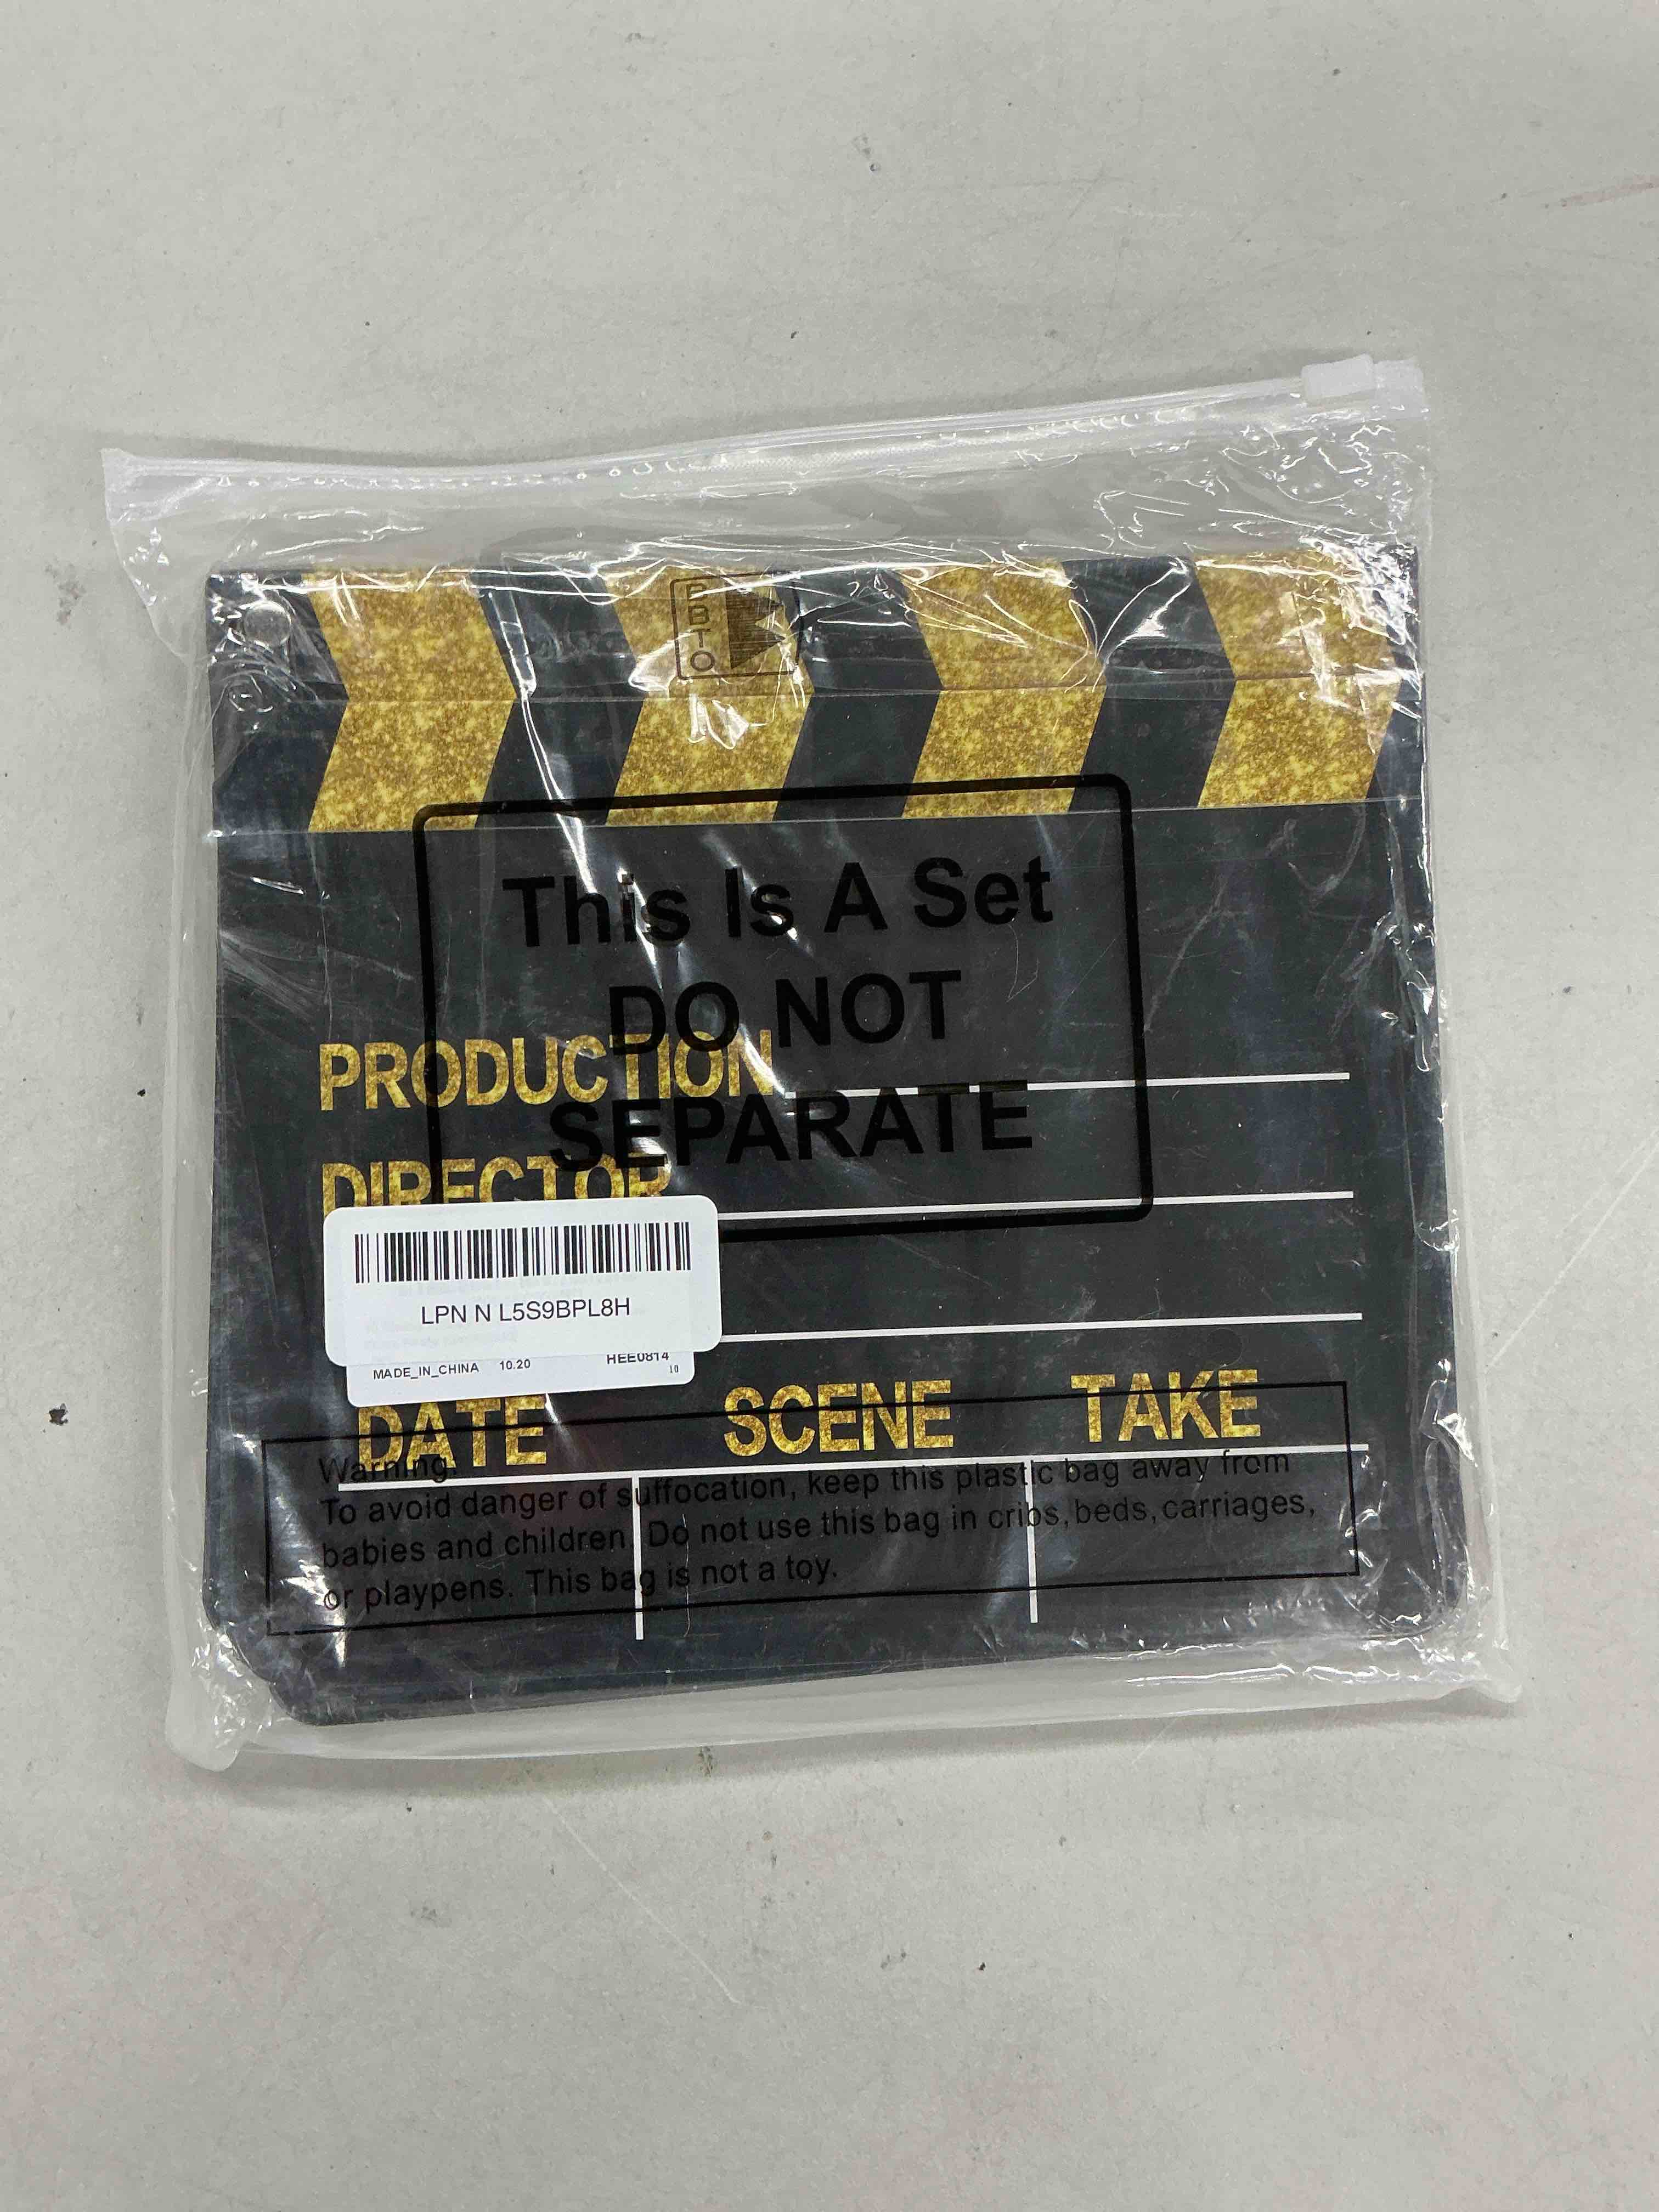 PBTO
This Is A Set
DO NOT
PRODUCTION
SEPARATE
DIRECTOR
LPN N L5S9BPL8H
MADE_IN_CHINA 10.20 HEE0814
10
DATE SCENE TAKE
Warning:
To avoid danger of suffocation, keep this plastic bag away from
babies and children. Do not use this bag in cribs, beds, carriages,
or playpens. This bag is not a toy.